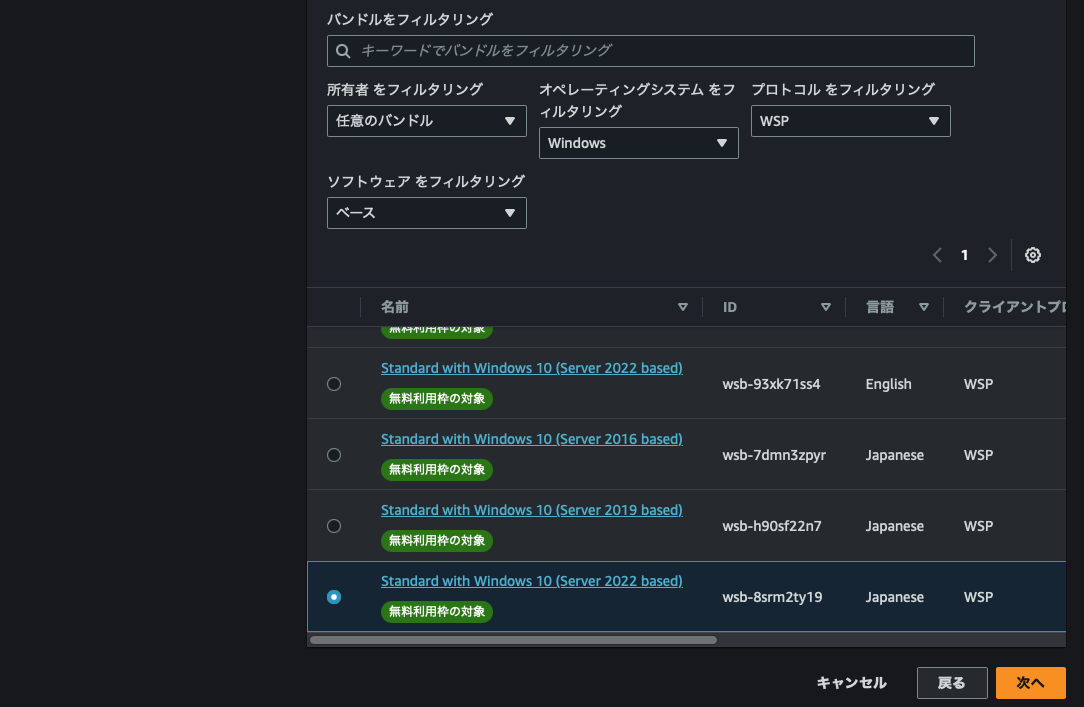 バンドルをフィルタリング
キーワードでバンドルをフィルタリング
所有者 をフィルタリング
任意のバンドル
オペレーティングシステム をフ
ィルタリング
Windows
プロトコル をフィルタリング
WSP
ソフトウェア をフィルタリング
ベース
1
名前 ID 言語 クライアントプロ
無料利用枠の対象
Standard with Windows 10 (Server 2022 based)
無料利用枠の対象
wsb-93xk71ss4 English WSP
Standard with Windows 10 (Server 2016 based)
無料利用枠の対象
wsb-7dmn3zpyr Japanese WSP
Standard with Windows 10 (Server 2019 based)
無料利用枠の対象
wsb-h90sf22n7 Japanese WSP
Standard with Windows 10 (Server 2022 based)
無料利用枠の対象
wsb-8srm2ty19 Japanese WSP
キャンセル 戻る 次へ